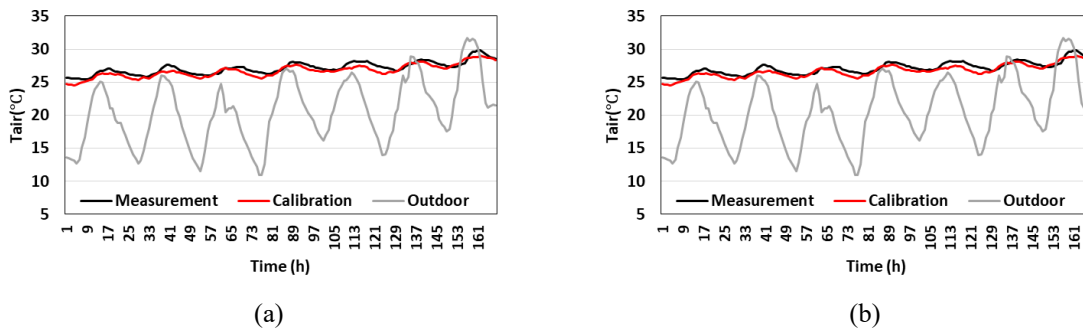 35
30
25
20
15
10
5
Tair(°C)
Measurement Calibration Outdoor
1 9 17 25 33 41 49 57 65 73 81 89 97 105 113 121 129 137 145 153 161
Time (h)
(a)
35
30
25
20
15
10
5
Tair(°C)
Measurement Calibration Outdoor
1 9 17 25 33 41 49 57 65 73 81 89 97 105 113 121 129 137 145 153 161
Time (h)
(b)